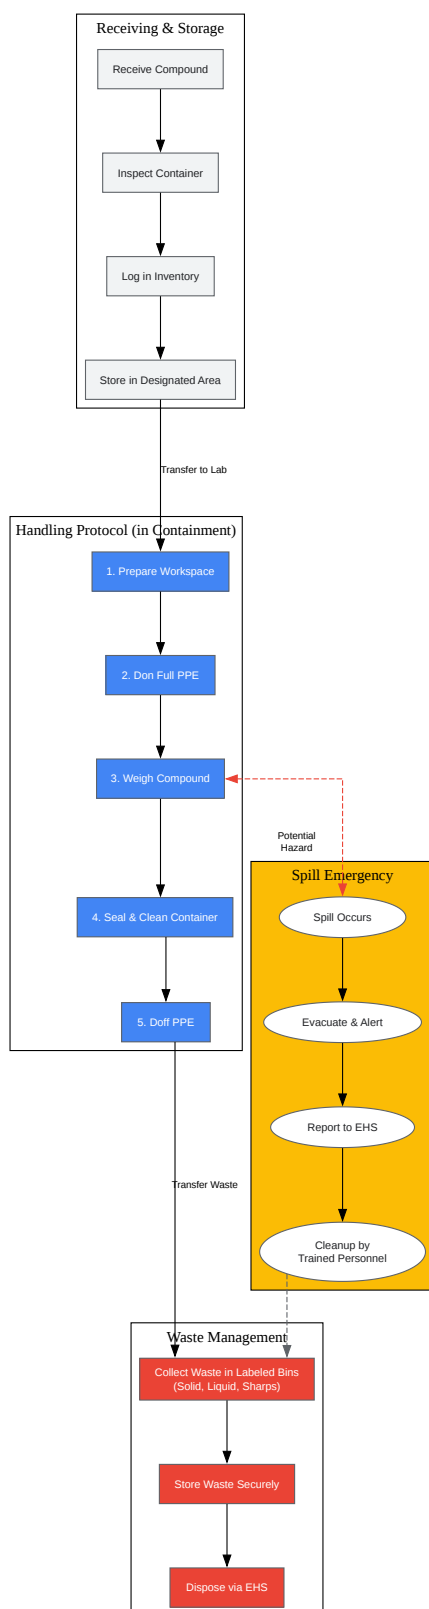 Receiving & Storage
Receive Compound
Inspect Container
Log in Inventory
Store in Designated Area
Transfer to Lab
Handling Protocol (in Containment)
1. Prepare Workspace
2. Don Full PPE
3. Weigh Compound
Potential
Hazard
Spill Emergency
4. Seal & Clean Container
Spill Occurs
5. Doff PPE
Evacuate & Alert
Report to EHS
Transfer Waste
Cleanup by
Trained Personnel
Waste Management
Collect Waste in Labeled Bins
(Solid, Liquid, Sharps)
Store Waste Securely
Dispose via EHS